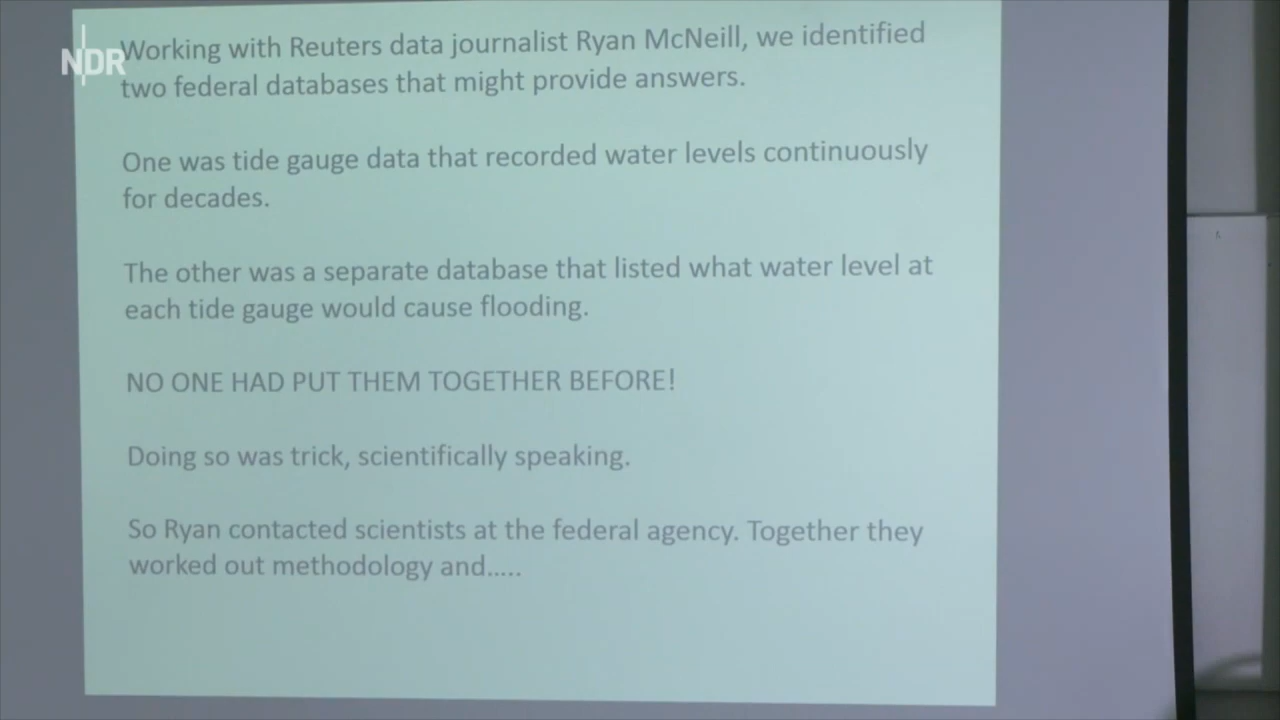 NDR
Working with Reuters data journalist Ryan McNeill, we identified
two federal databases that might provide answers.
One was tide gauge data that recorded water levels continuously
for decades.
The other was a separate database that listed what water level at
each tide gauge would cause flooding.
NO ONE HAD PUT THEM TOGETHER BEFORE!
Doing so was trick, scientifically speaking.
So Ryan contacted scientists at the federal agency. Together they
worked out methodology and.....